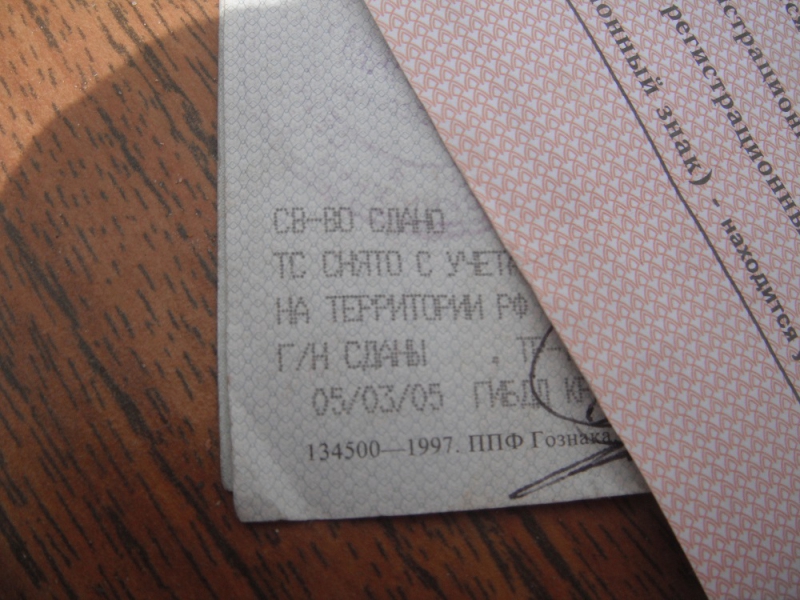 СВ-ВО СДАНО
ТС СНЯТО С УЧЕТА
НА ТЕРРИТОРИИ РФ
Г/Н СДАНЫ
05/03/05 ГИБДД
134500—1997. ППФ Гознака.
регистрационный
онный знак) - находится у